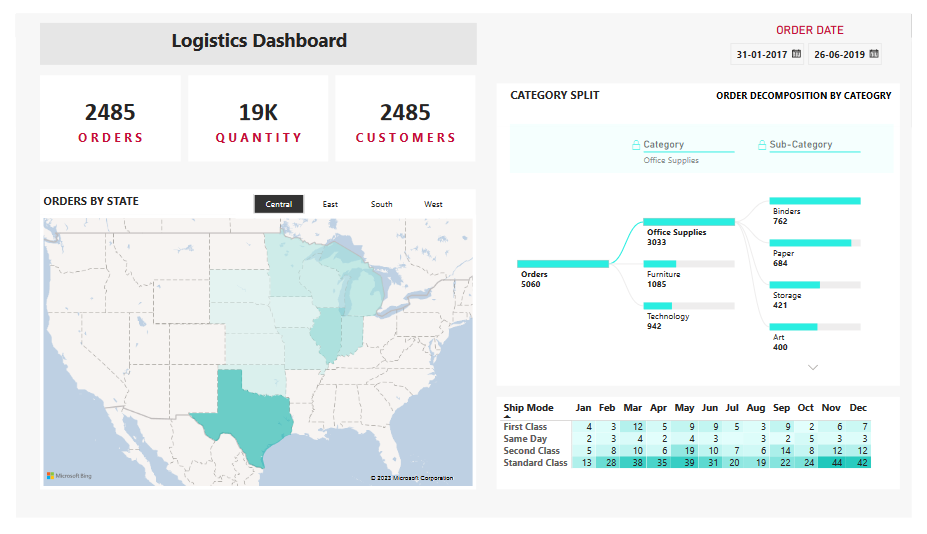 Logistics Dashboard
ORDER DATE
31-01-2017 26-06-2019
2485
ORDERS
19K
QUANTITY
2485
CUSTOMERS
CATEGORY SPLIT
ORDER DECOMPOSITION BY CATEOGRY
Category
Office Supplies
Sub-Category
Orders
5060
Office Supplies
3033
Furniture
1085
Technology
942
Binders
762
Paper
684
Storage
421
Art
400
ORDERS BY STATE
Central East South West
Microsoft Bing
© 2023 Microsoft Corporation
Ship Mode Jan Feb Mar Apr May Jun Jul Aug Sep Oct Nov Dec
First Class 4 3 12 5 9 9 5 3 9 2 6 7
Same Day 2 3 4 2 4 3 3 2 5 3 3
Second Class 5 8 10 6 19 10 7 6 14 8 12 12
Standard Class 13 28 38 35 39 31 20 19 22 24 44 42